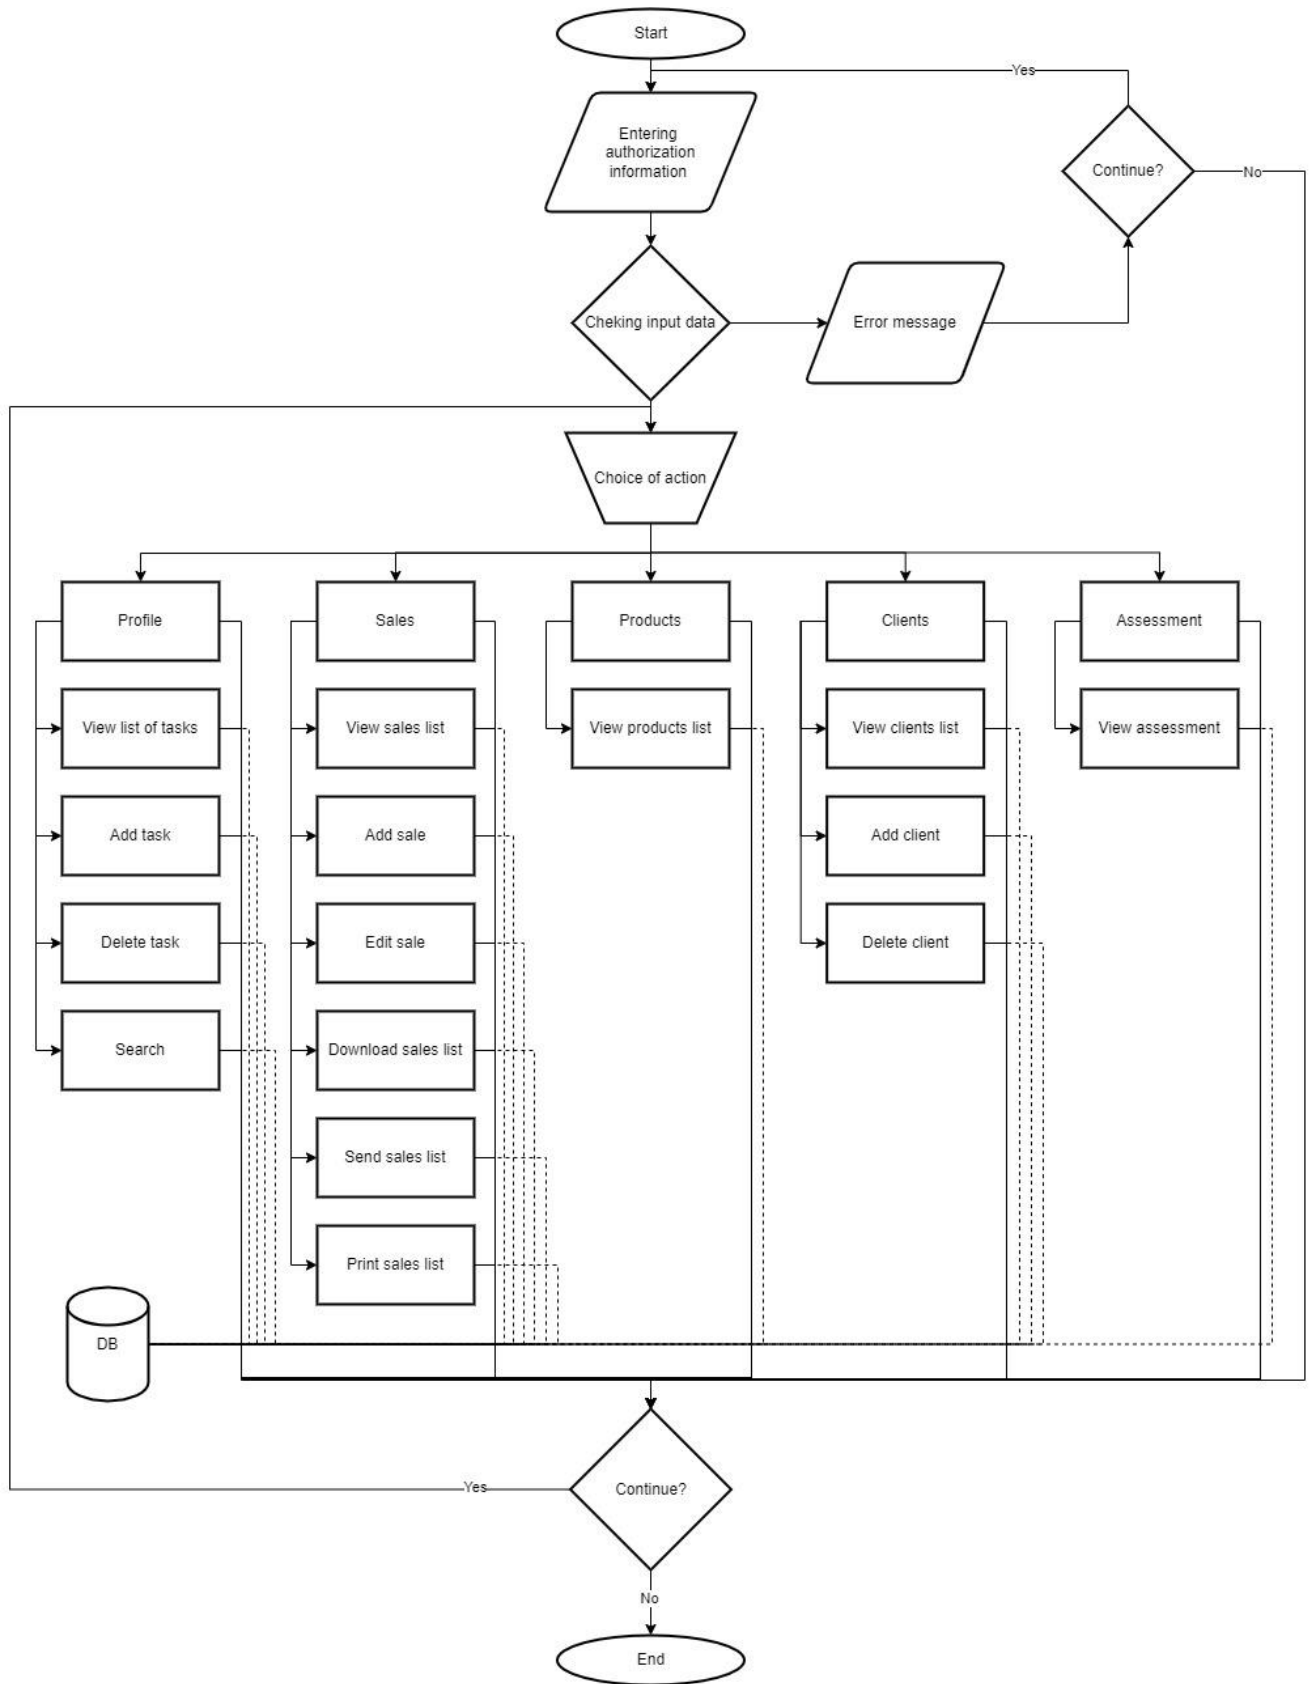 Start
Yes
Entering
authorization
information
Continue?
No
Cheking input data
Error message
Choice of action
Profile
Sales
Products
Clients
Assessment
View list of tasks
View sales list
View products list
View clients list
View assessment
Add task
Add sale
Add client
Delete task
Edit sale
Delete client
Search
Download sales list
Send sales list
Print sales list
DB
Yes
Continue?
No
End